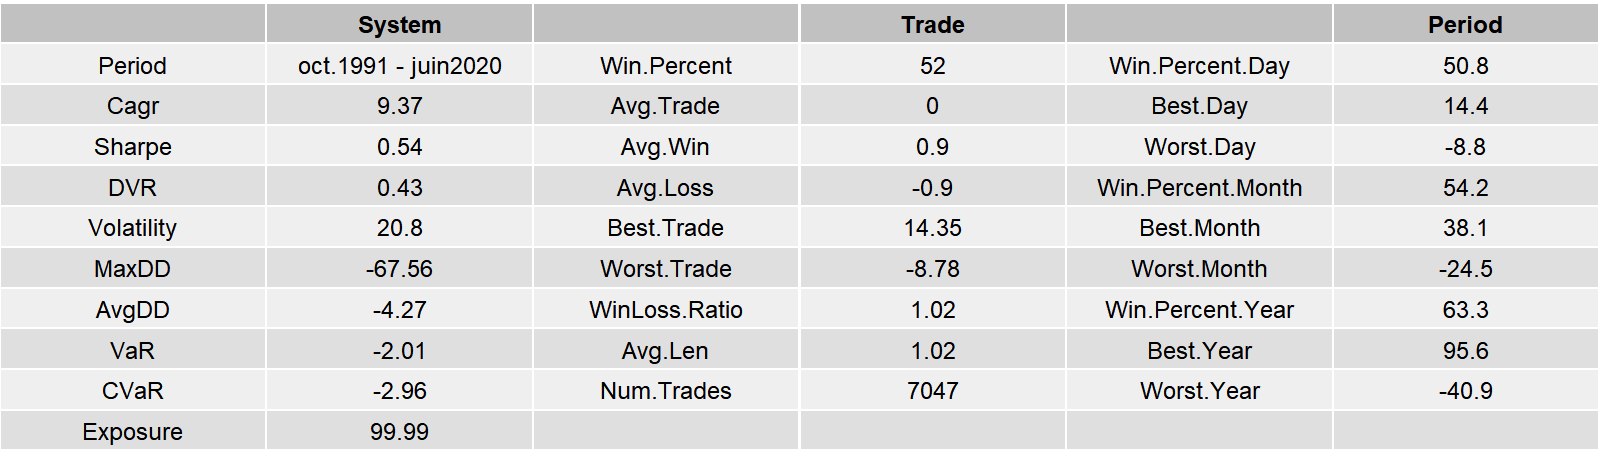 System Trade Period
Period oct.1991 - juin2020 Win.Percent 52 Win.Percent.Day 50.8
Cagr 9.37 Avg.Trade 0 Best.Day 14.4
Sharpe 0.54 Avg.Win 0.9 Worst.Day -8.8
DVR 0.43 Avg.Loss -0.9 Win.Percent.Month 54.2
Volatility 20.8 Best.Trade 14.35 Best.Month 38.1
MaxDD -67.56 Worst.Trade -8.78 Worst.Month -24.5
AvgDD -4.27 WinLoss.Ratio 1.02 Win.Percent.Year 63.3
VaR -2.01 Avg.Len 1.02 Best.Year 95.6
CVaR -2.96 Num.Trades 7047 Worst.Year -40.9
Exposure 99.99